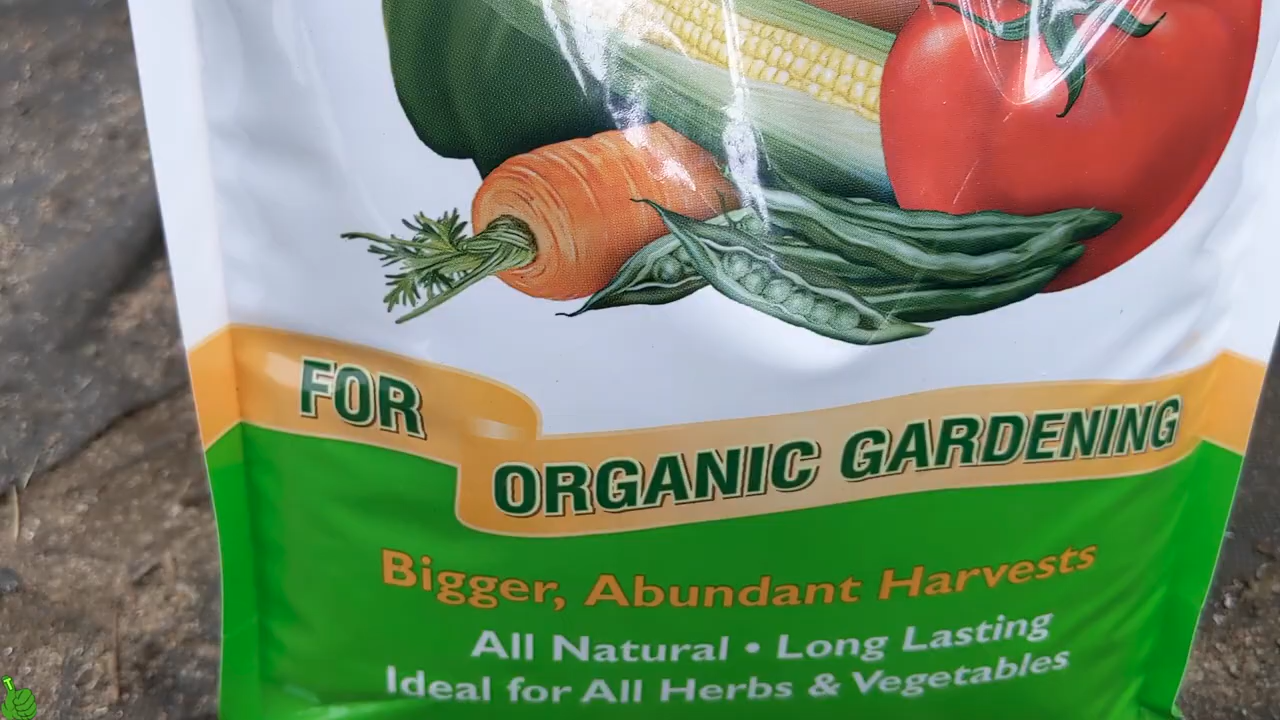 FOR
ORGANIC GARDENING
Bigger, Abundant Harvests
All Natural • Long Lasting
Ideal for All Herbs & Vegetables